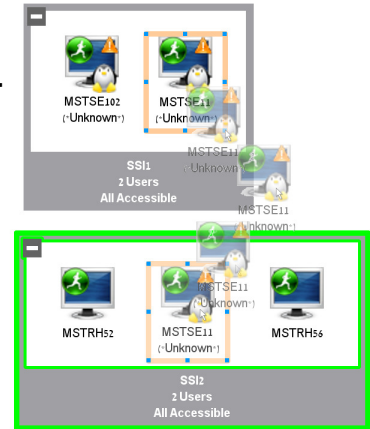 MSTSE102
(*Unknown*)
MSTSE11
(*Unknown*)
MSTSE11
(*Unknown*)
MSTSE11
(*Unknown*)
SSI1
2 Users
All Accessible
MSTSE11
(*Unknown*)
MSTRH52
MSTSE11
(*Unknown*)
MSTRH56
SSI2
2 Users
All Accessible